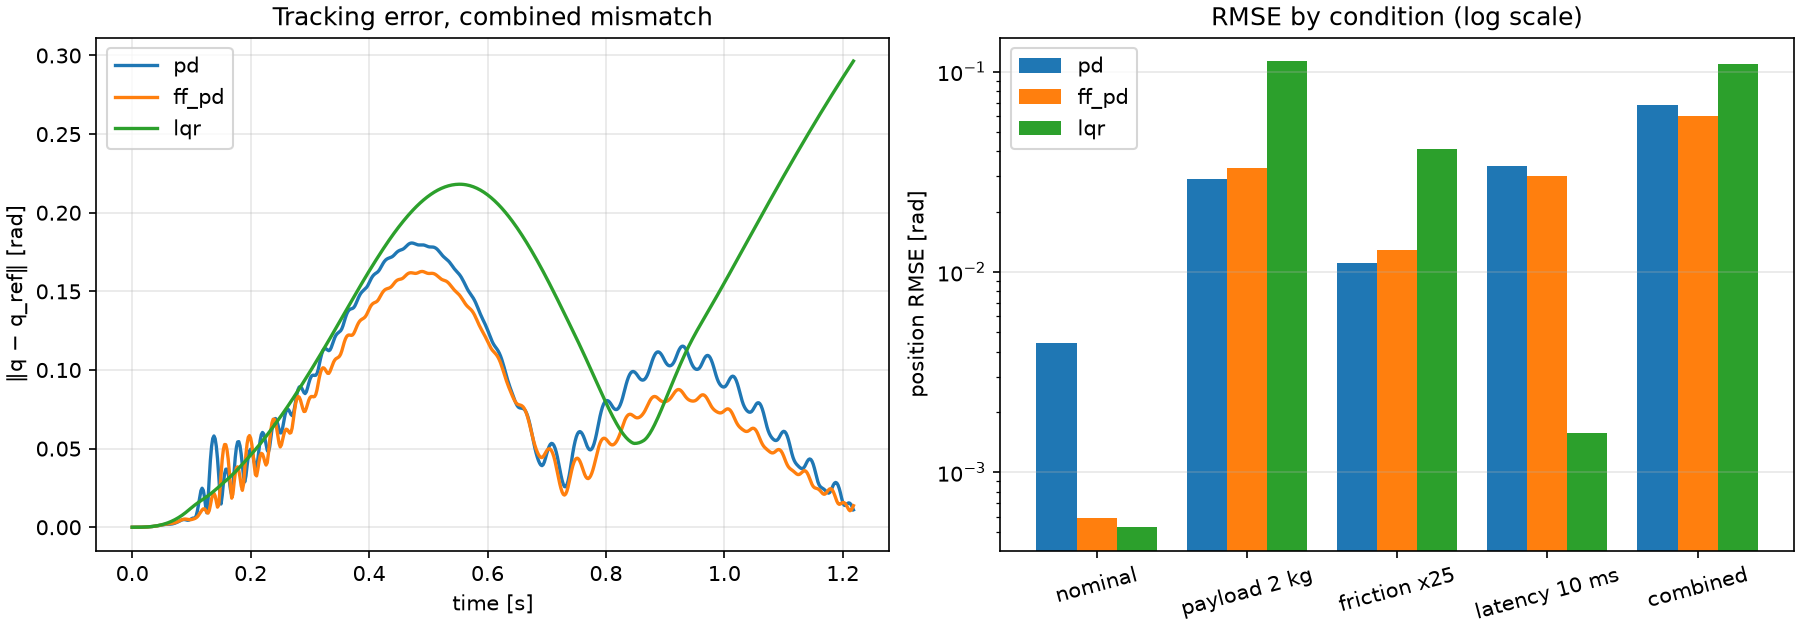 Tracking error, combined mismatch
pd
ff_pd
lqr
0.30
0.25
0.20
0.15
0.10
0.05
0.00
‖q − q_ref‖ [rad]
0.0 0.2 0.4 0.6 0.8 1.0 1.2
time [s]
RMSE by condition (log scale)
pd
ff_pd
lqr
10⁻¹
10⁻²
10⁻³
position RMSE [rad]
nominal payload 2 kg friction x25 latency 10 ms combined